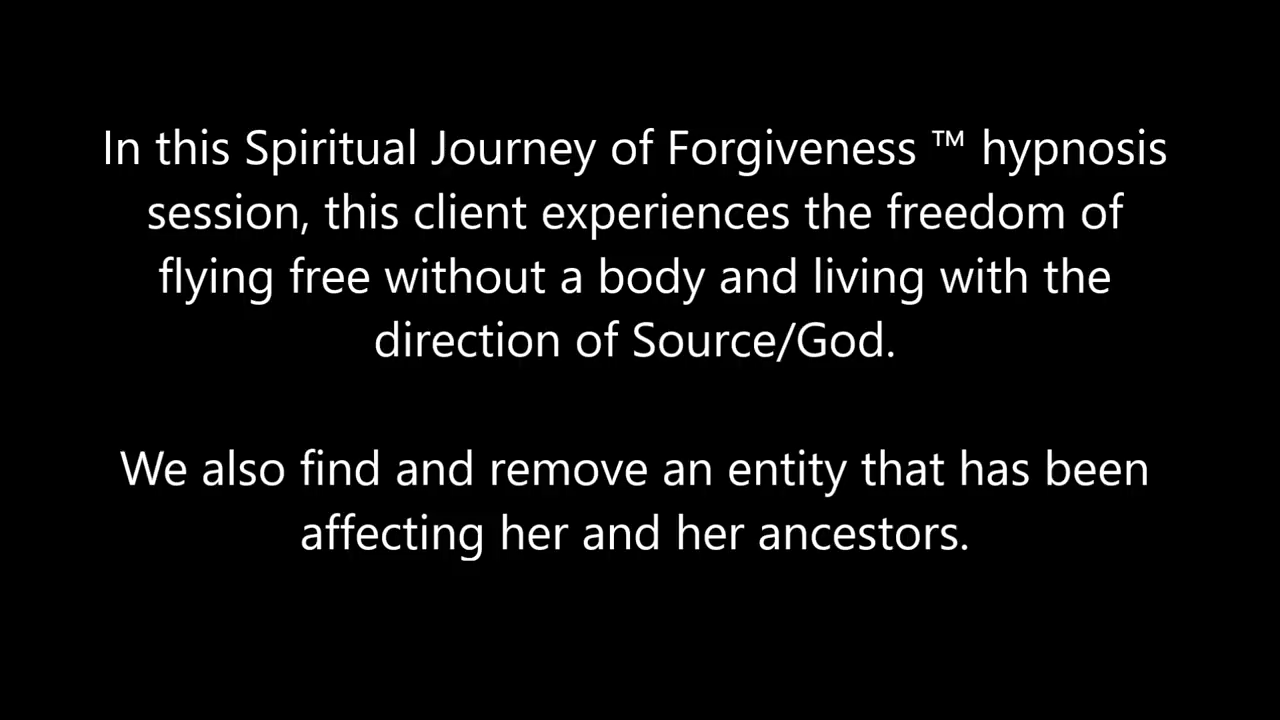 In this Spiritual Journey of Forgiveness ™ hypnosis
session, this client experiences the freedom of
flying free without a body and living with the
direction of Source/God.
We also find and remove an entity that has been
affecting her and her ancestors.